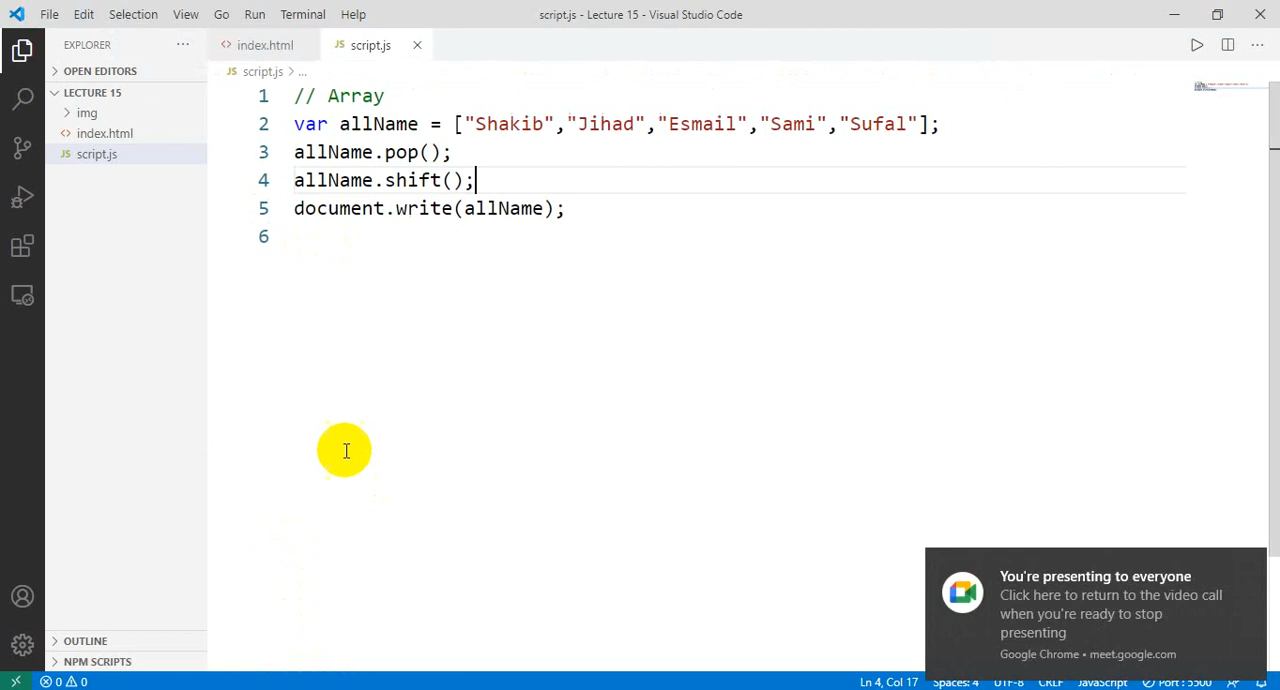 File Edit Selection View Go Run Terminal Help script.js - Lecture 15 - Visual Studio Code
EXPLORER ...
index.html
JS script.js
OPEN EDITORS
LECTURE 15
img
index.html
JS script.js
JS script.js > ...
1 // Array
2 var allName = ["Shakib","Jihad","Esmail","Sami","Sufal"];
3 allName.pop();
4 allName.shift();
5 document.write(allName);
6
You're presenting to everyone
Click here to return to the video call
when you're ready to stop
presenting
Google Chrome • meet.google.com
OUTLINE
NPM SCRIPTS
0 0 Ln 4, Col 17 Spaces: 4 UTF-8 CRLF JavaScript Port : 5500